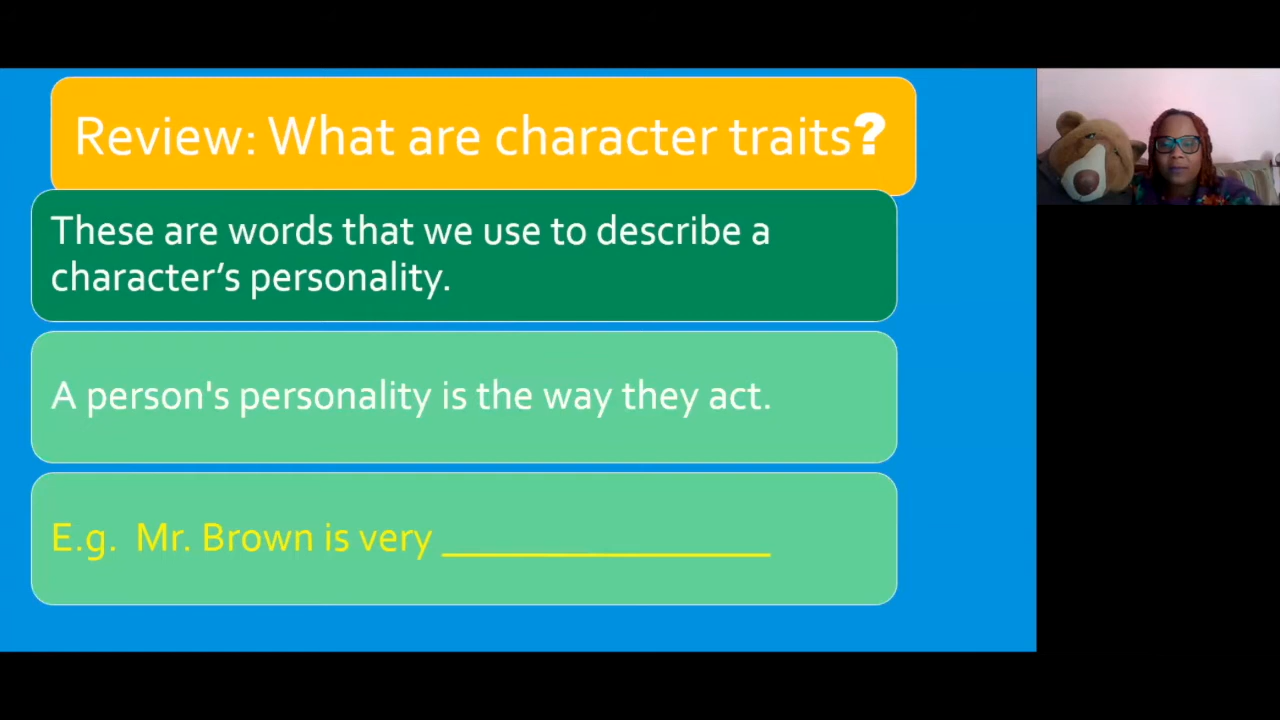 Review: What are character traits?
These are words that we use to describe a
character’s personality.
A person's personality is the way they act.
E.g.  Mr. Brown is very ________________